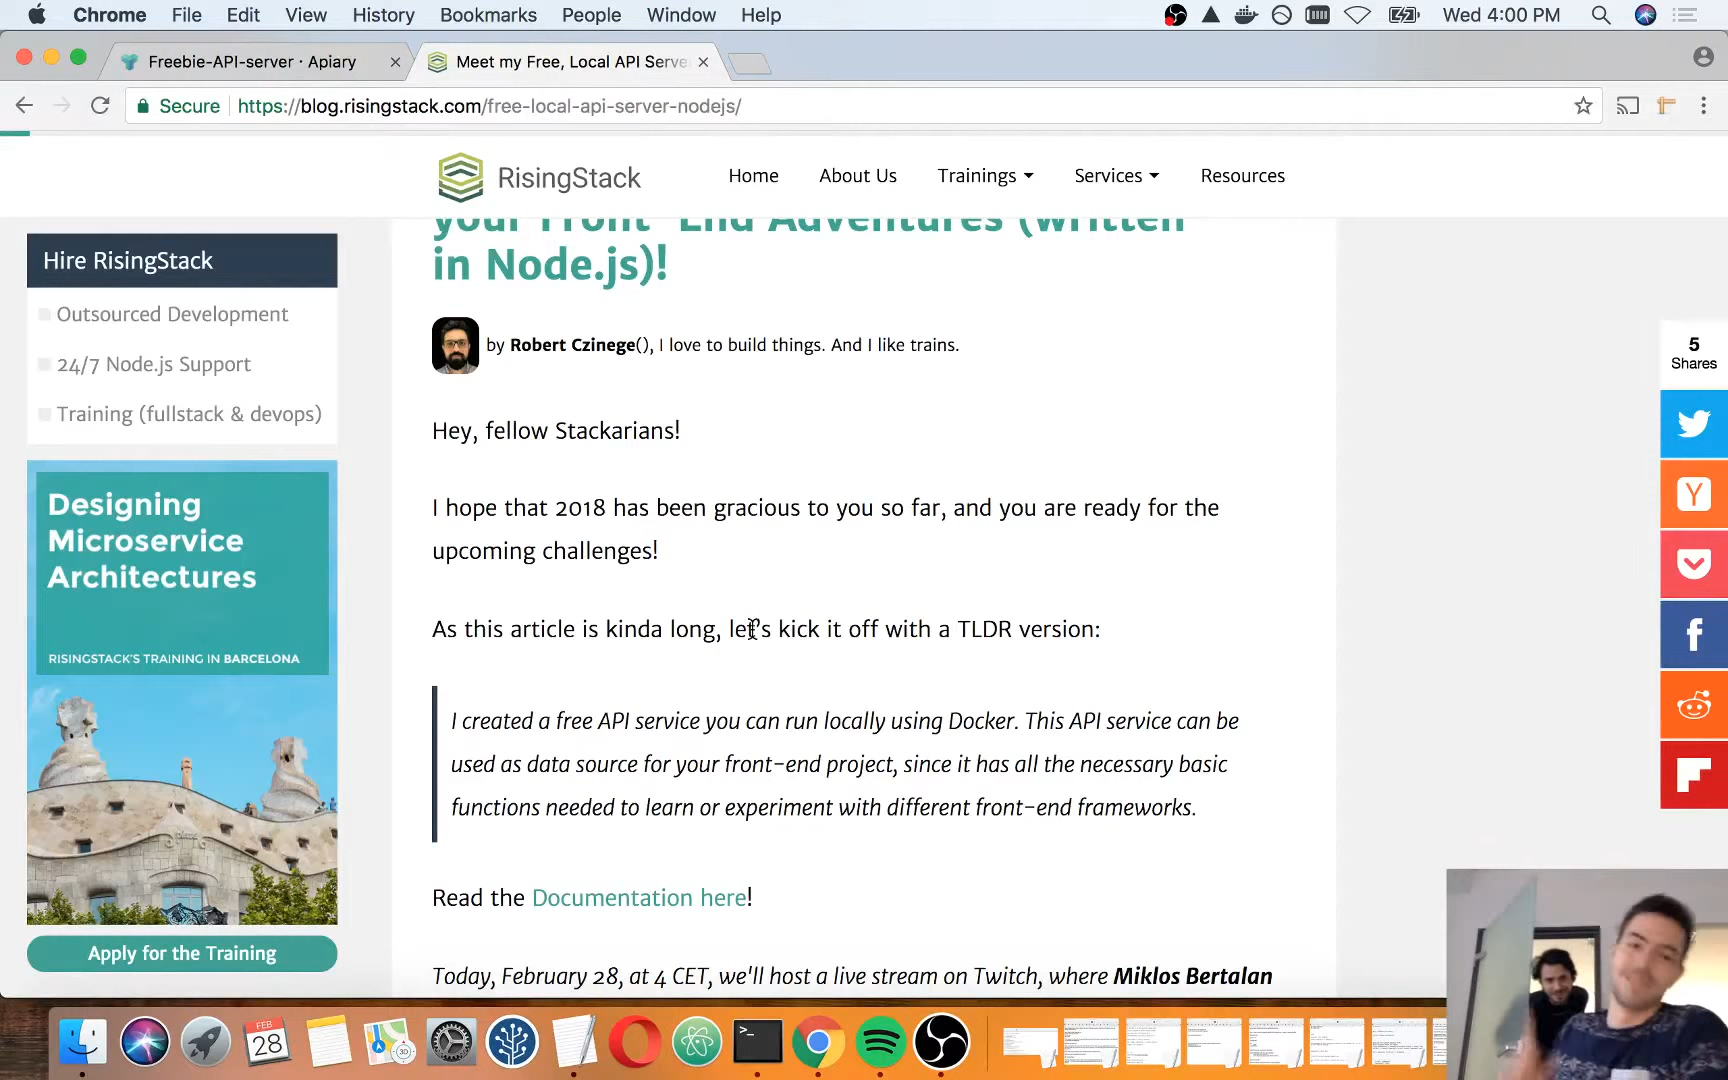 Chrome File Edit View History Bookmarks People Window Help Wed 4:00 PM
Freebie-API-server · Apiary
Meet my Free, Local API Serve
Secure https://blog.risingstack.com/free-local-api-server-nodejs/
RisingStack Home About Us Trainings Services Resources
your Front-End Adventures (written
in Node.js)!
Hire RisingStack
Outsourced Development
24/7 Node.js Support
Training (fullstack & devops)
Designing
Microservice
Architectures
RISINGSTACK'S TRAINING IN BARCELONA
Apply for the Training
by Robert Czinege(), I love to build things. And I like trains.
Hey, fellow Stackarians!
I hope that 2018 has been gracious to you so far, and you are ready for the
upcoming challenges!
As this article is kinda long, let's kick it off with a TLDR version:
I created a free API service you can run locally using Docker. This API service can be
used as data source for your front-end project, since it has all the necessary basic
functions needed to learn or experiment with different front-end frameworks.
Read the Documentation here!
Today, February 28, at 4 CET, we'll host a live stream on Twitch, where Miklos Bertalan
5
Shares
FEB
28